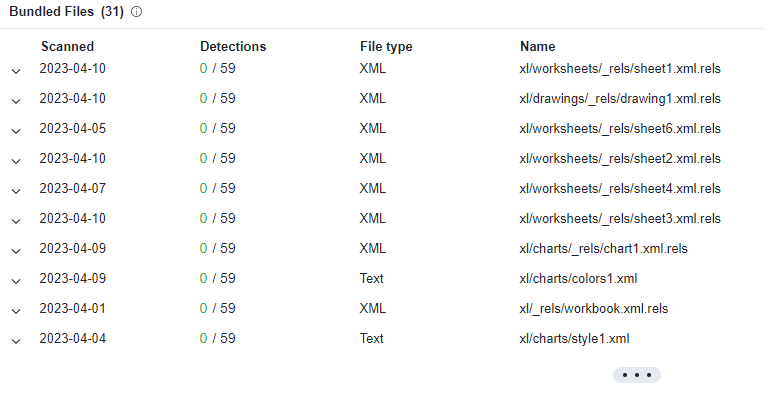 Bundled Files (31)
Scanned Detections File type Name
2023-04-10 0 / 59 XML xl/worksheets/_rels/sheet1.xml.rels
2023-04-10 0 / 59 XML xl/drawings/_rels/drawing1.xml.rels
2023-04-05 0 / 59 XML xl/worksheets/_rels/sheet6.xml.rels
2023-04-10 0 / 59 XML xl/worksheets/_rels/sheet2.xml.rels
2023-04-07 0 / 59 XML xl/worksheets/_rels/sheet4.xml.rels
2023-04-10 0 / 59 XML xl/worksheets/_rels/sheet3.xml.rels
2023-04-09 0 / 59 XML xl/charts/_rels/chart1.xml.rels
2023-04-09 0 / 59 Text xl/charts/colors1.xml
2023-04-01 0 / 59 XML xl/_rels/workbook.xml.rels
2023-04-04 0 / 59 Text xl/charts/style1.xml